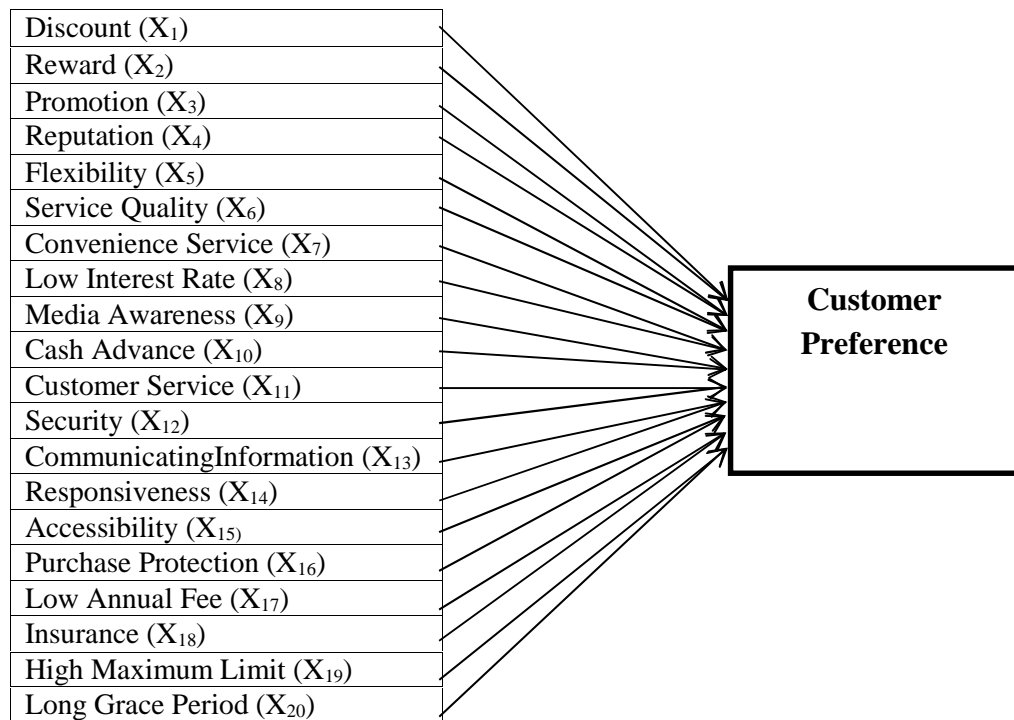 Discount (X₁)
Reward (X₂)
Promotion (X₃)
Reputation (X₄)
Flexibility (X₅)
Service Quality (X₆)
Convenience Service (X₇)
Low Interest Rate (X₈)
Media Awareness (X₉)
Cash Advance (X₁₀)
Customer Service (X₁₁)
Security (X₁₂)
CommunicatingInformation (X₁₃)
Responsiveness (X₁₄)
Accessibility (X₁₅₎
Purchase Protection (X₁₆)
Low Annual Fee (X₁₇)
Insurance (X₁₈)
High Maximum Limit (X₁₉)
Long Grace Period (X₂₀)
Customer
Preference